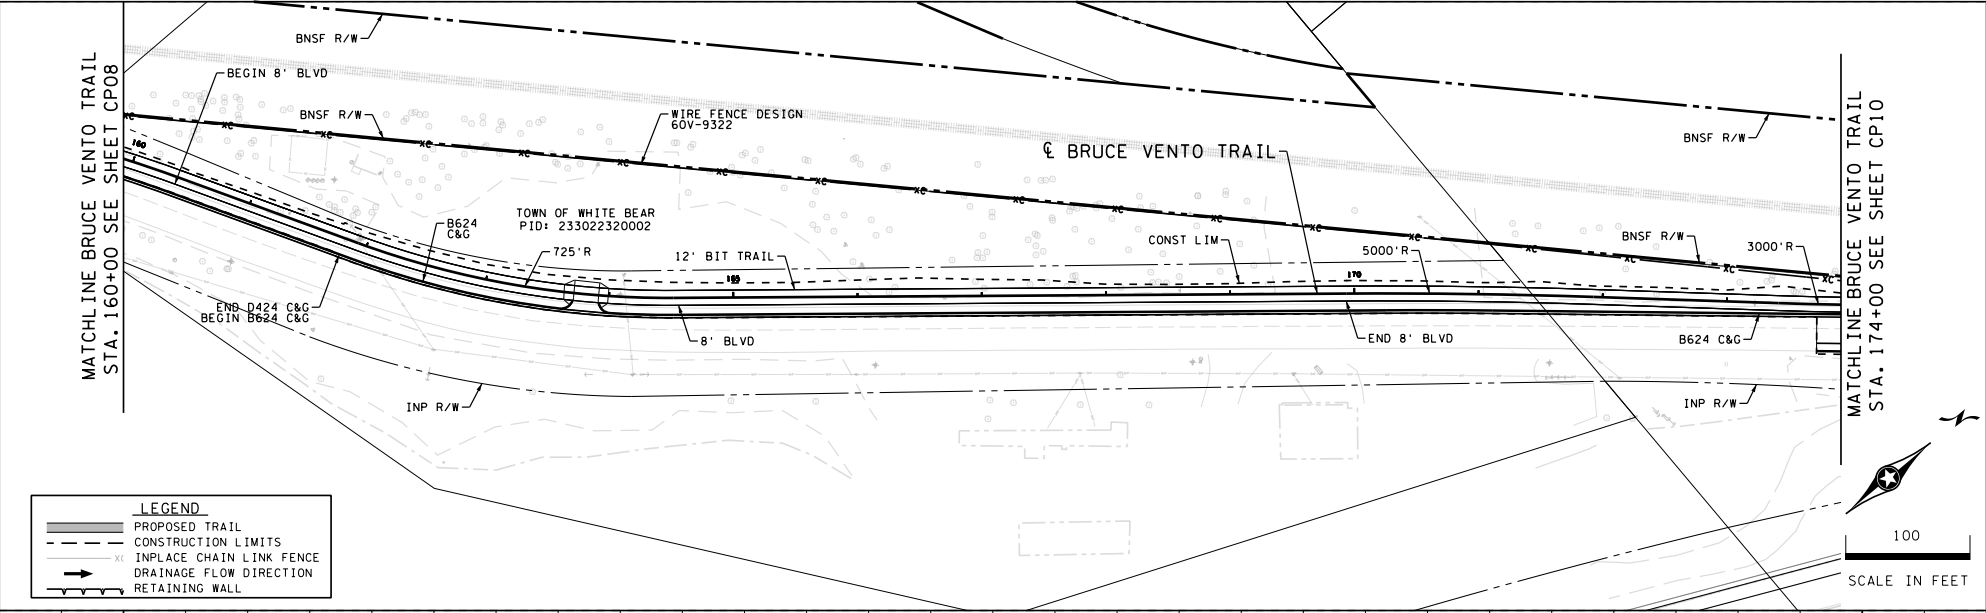 BNSF R/W
BEGIN 8' BLVD
BNSF R/W
WIRE FENCE DESIGN
60V-9322
℄ BRUCE VENTO TRAIL
BNSF R/W
MATCHLINE BRUCE VENTO TRAIL
STA. 160+00 SEE SHEET CP08
160
B624
C&G
TOWN OF WHITE BEAR
PID: 233022320002
725'R
12' BIT TRAIL
165
CONST LIM
5000'R
170
BNSF R/W
3000'R
MATCHLINE BRUCE VENTO TRAIL
STA. 174+00 SEE SHEET CP10
END D424 C&G
BEGIN B624 C&G
8' BLVD
END 8' BLVD
B624 C&G
INP R/W
INP R/W
LEGEND
PROPOSED TRAIL
CONSTRUCTION LIMITS
XC INPLACE CHAIN LINK FENCE
DRAINAGE FLOW DIRECTION
RETAINING WALL
100
SCALE IN FEET